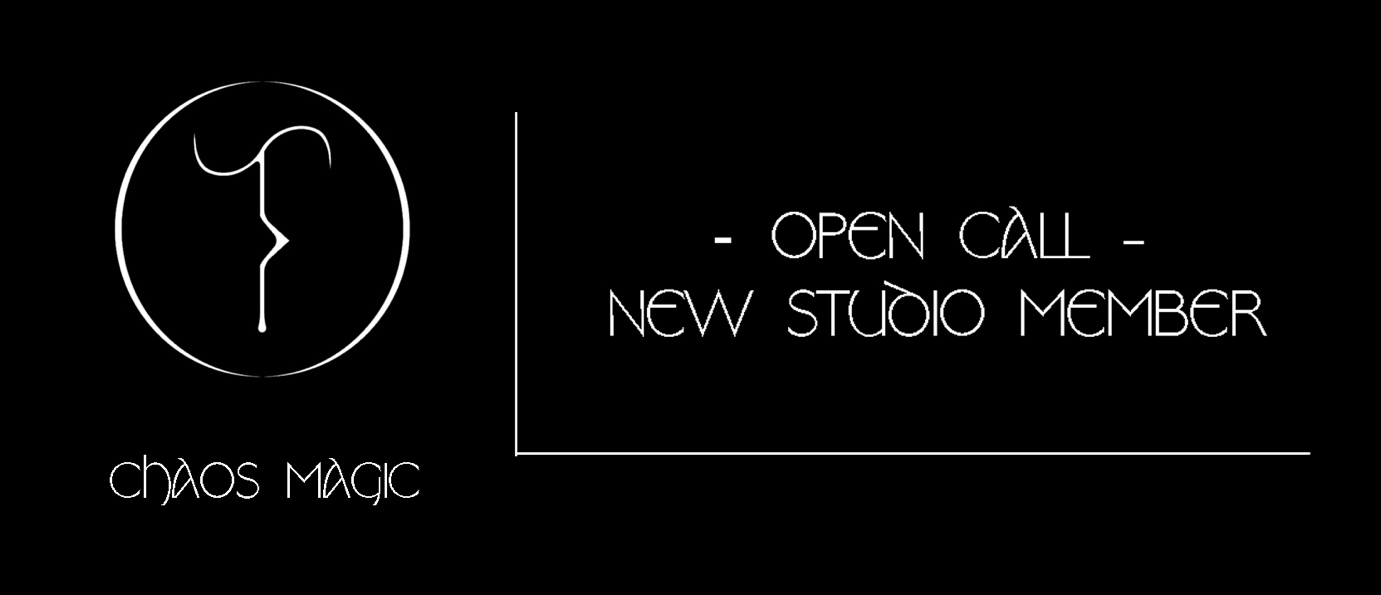 - OPEN CALL –
NEW STUDIO MEMBER
CHAOS MAGIC